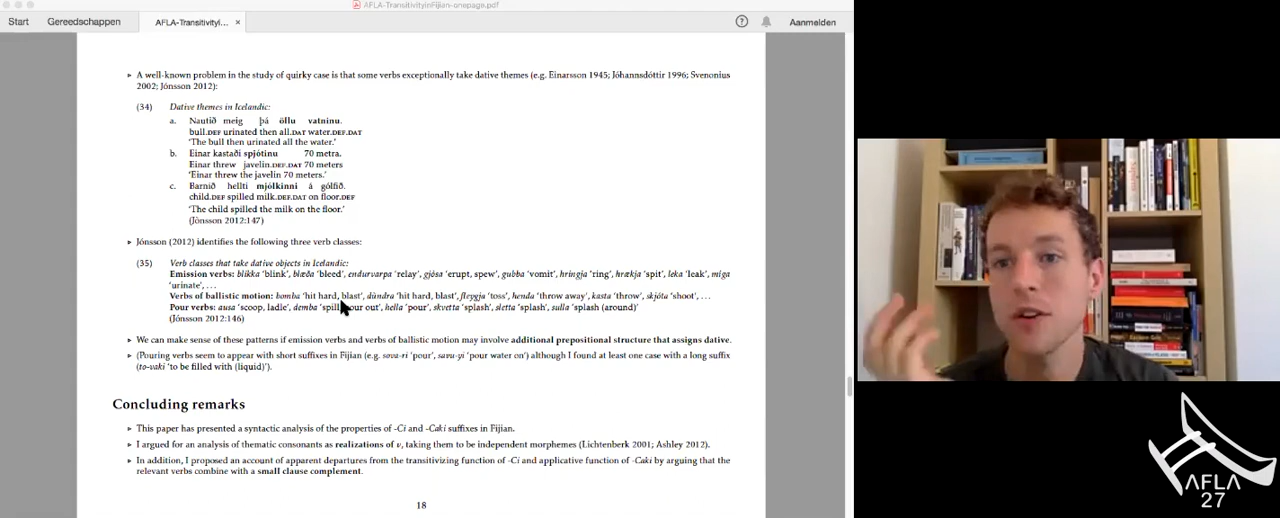 AFLA-TransitivityinFijian-onepage.pdf
Start Gereedschappen AFLA-Transitivityi... × Aanmelden
▸ A well-known problem in the study of quirky case is that some verbs exceptionally take dative themes (e.g. Einarsson 1945; Jóhannsdóttir 1996; Svenonius
2002; Jónsson 2012):
(34) Dative themes in Icelandic:
a. Nautið meig þá öllu vatninu.
bull.DEF urinated then all.DAT water.DEF.DAT
'The bull then urinated all the water.'
b. Einar kastaði spjótinu 70 metra.
Einar threw javelin.DEF.DAT 70 meters
'Einar threw the javelin 70 meters.'
c. Barnið hellti mjólkinni á gólfið.
child.DEF spilled milk.DEF.DAT on floor.DEF
'The child spilled the milk on the floor.'
(Jónsson 2012:147)
▸ Jónsson (2012) identifies the following three verb classes:
(35) Verb classes that take dative objects in Icelandic:
Emission verbs: blikka 'blink', blæða 'bleed', endurvarpa 'relay', gjósa 'erupt, spew', gubba 'vomit', hringja 'ring', hrækja 'spit', leka 'leak', míga
'urinate', ...
Verbs of ballistic motion: bomba 'hit hard, blast', dúndra 'hit hard, blast', fleygja 'toss', henda 'throw away', kasta 'throw', skjóta 'shoot', ...
Pour verbs: ausa 'scoop, ladle', demba 'spill, pour out', hella 'pour', skvetta 'splash', sletta 'splash', sulla 'splash (around)'
(Jónsson 2012:146)
▸ We can make sense of these patterns if emission verbs and verbs of ballistic motion may involve additional prepositional structure that assigns dative.
▸ (Pouring verbs seem to appear with short suffixes in Fijian (e.g. sova-ri 'pour', suvu-yi 'pour water on') although I found at least one case with a long suffix
(to-vaki 'to be filled with (liquid)').
Concluding remarks
▸ This paper has presented a syntactic analysis of the properties of -Ci and -Caki suffixes in Fijian.
▸ I argued for an analysis of thematic consonants as realizations of v, taking them to be independent morphemes (Lichtenberk 2001; Ashley 2012).
▸ In addition, I proposed an account of apparent departures from the transitivizing function of -Ci and applicative function of -Caki by arguing that the
relevant verbs combine with a small clause complement.
18
AFLA
27